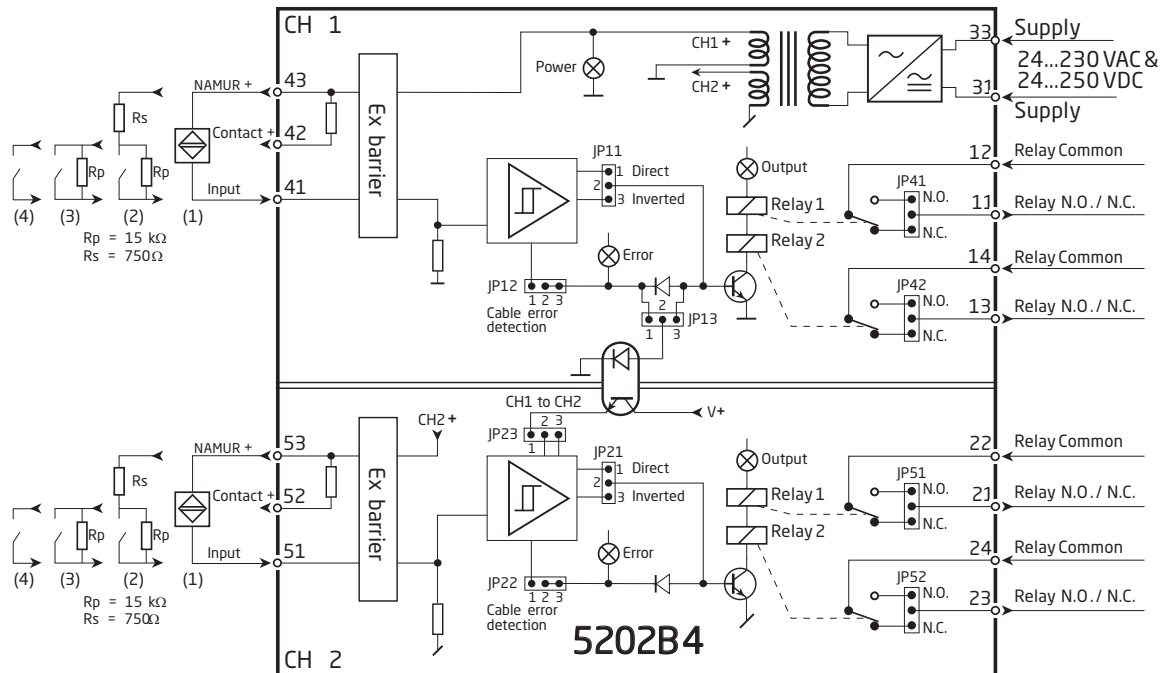 CH 1
33
Supply
24...230 VAC &
24...250 VDC
31
Supply
CH1 +
CH2 +
Power
NAMUR +
43
Contact +
42
Input
41
Ex barrier
Rs
Rp
Rp
(4)
(3)
(2)
(1)
Rp = 15 kΩ
Rs = 750Ω
JP11
1 Direct
2
3 Inverted
Output
Relay 1
Relay 2
Error
JP12
1 2 3
Cable error
detection
2
1 3
JP13
12
Relay Common
JP41
N.O.
11
Relay N.O. / N.C.
N.C.
14
Relay Common
JP42
N.O.
13
Relay N.O. / N.C.
N.C.
CH1 to CH2
V+
JP23
2 3
1
CH2 +
NAMUR +
53
Contact +
52
Input
51
Ex barrier
Rs
Rp
Rp
(4)
(3)
(2)
(1)
Rp = 15 kΩ
Rs = 750Ω
JP21
1 Direct
2
3 Inverted
Output
Relay 1
Relay 2
Error
JP22
1 2 3
Cable error
detection
22
Relay Common
JP51
N.O.
21
Relay N.O. / N.C.
N.C.
24
Relay Common
JP52
N.O.
23
Relay N.O. / N.C.
N.C.
5202B4
CH 2